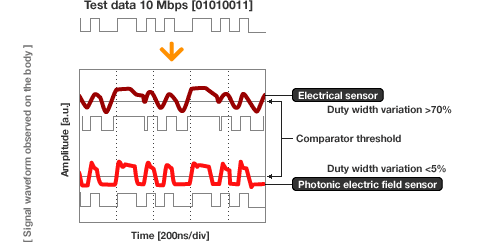 Test data 10 Mbps [01010011]
[ Signal waveform observed on the body ]
Amplitude [a.u.]
Electrical sensor
Duty width variation >70%
Comparator threshold
Duty width variation <5%
Photonic electric field sensor
Time [200ns/div]